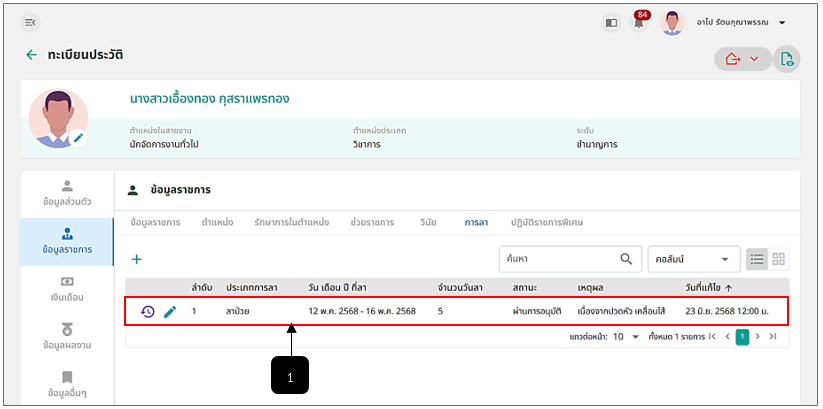 84
อาโป รัตนกุณาพรรณ
ทะเบียนประวัติ
นางสาวเอื้องทอง กุสราแพรทอง
ตำแหน่งในสายงาน ตำแหน่งประเภท ระดับ
นักจัดการงานทั่วไป วิชาการ ชำนาญการ
ข้อมูลส่วนตัว
ข้อมูลราชการ
เงินเดือน
ข้อมูลผลงาน
ข้อมูลอื่นๆ
ข้อมูลราชการ
ข้อมูลราชการ ตำแหน่ง รักษาการในตำแหน่ง ช่วยราชการ วินัย การลา ปฏิบัติราชการพิเศษ
ค้นหา คอลัมน์
ลำดับ ประเภทการลา วัน เดือน ปี ที่ลา จำนวนวันลา สถานะ เหตุผล วันที่แก้ไข
1 ลาป่วย 12 พ.ค. 2568 - 16 พ.ค. 2568 5 ผ่านการอนุมัติ เนื่องจากปวดหัว เคลื่อนไส้ 23 มิ.ย. 2568 12:00 น.
แถวต่อหน้า: 10 ทั้งหมด 1 รายการ 1
1